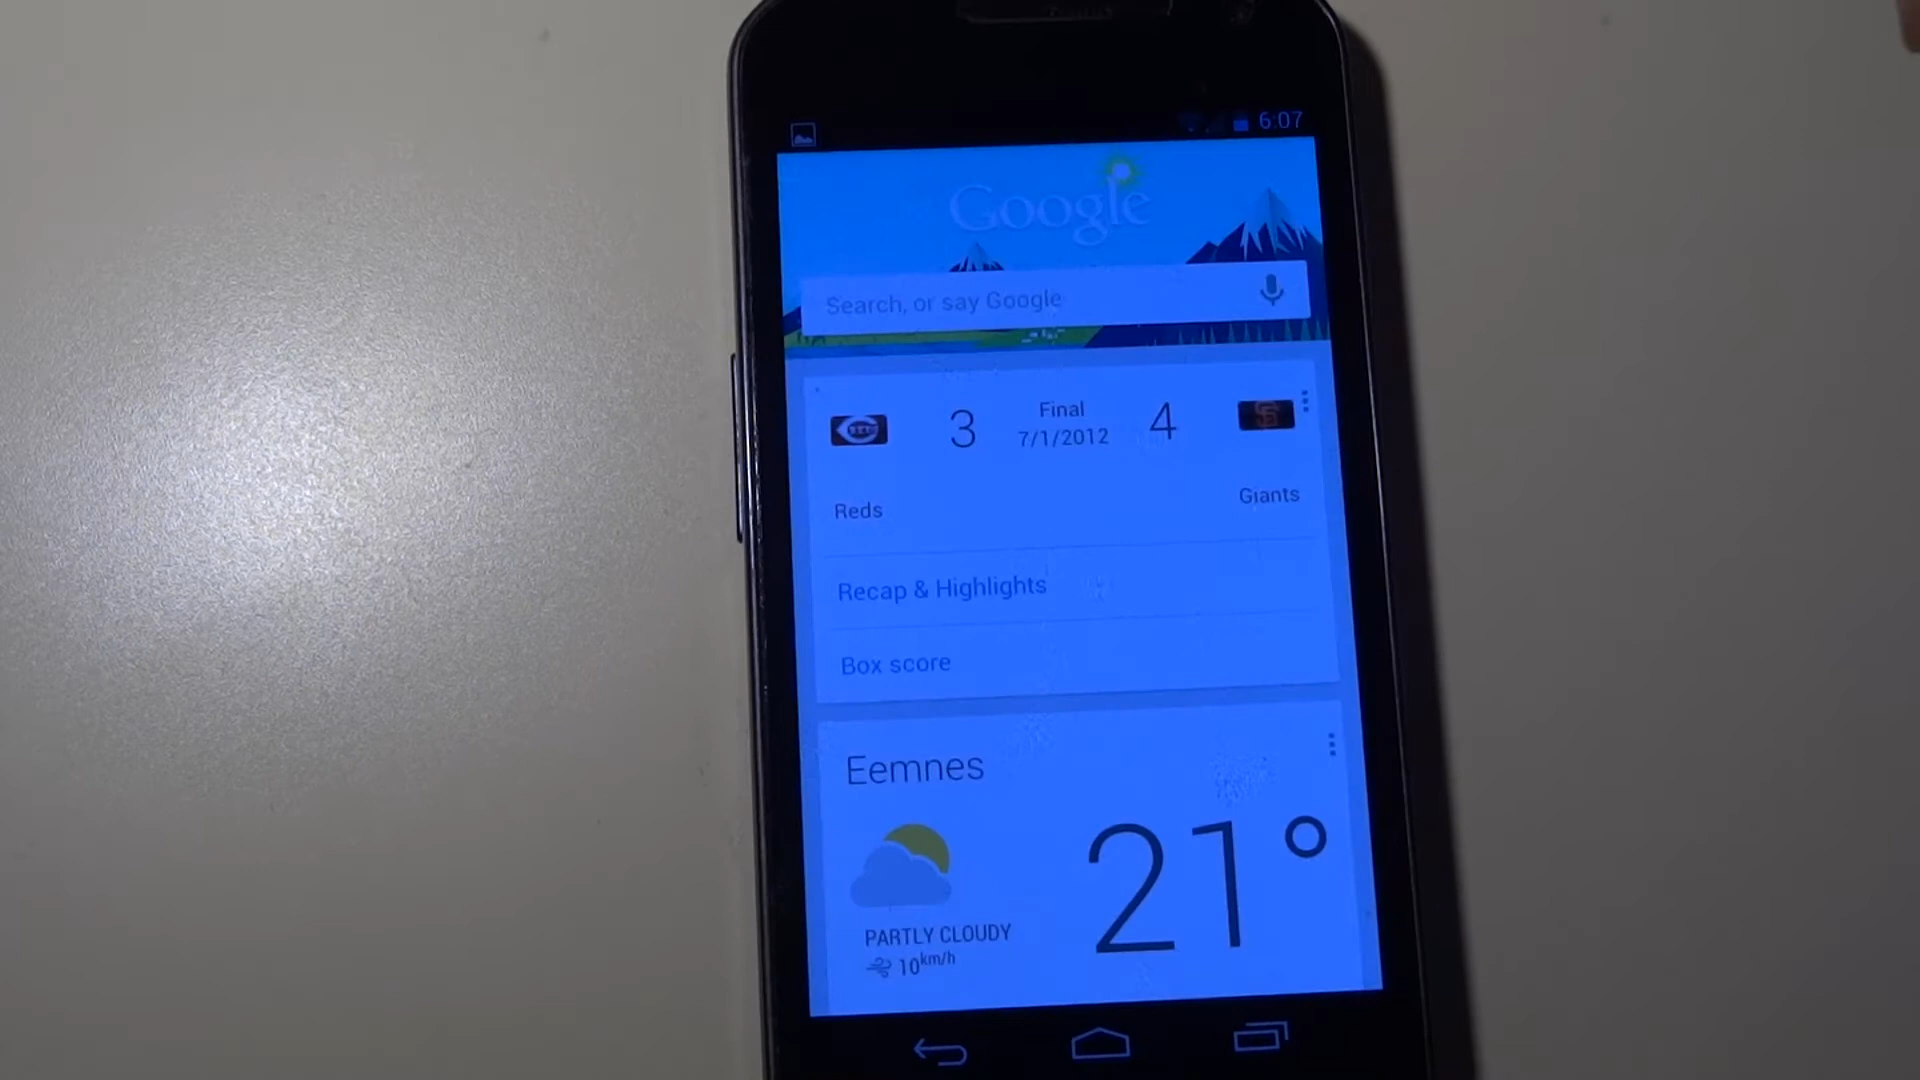 6:07
Google
Search, or say Google
3 Final 4
7/1/2012
Reds Giants
Recap & Highlights
Box score
Eemnes
21°
PARTLY CLOUDY
10km/h